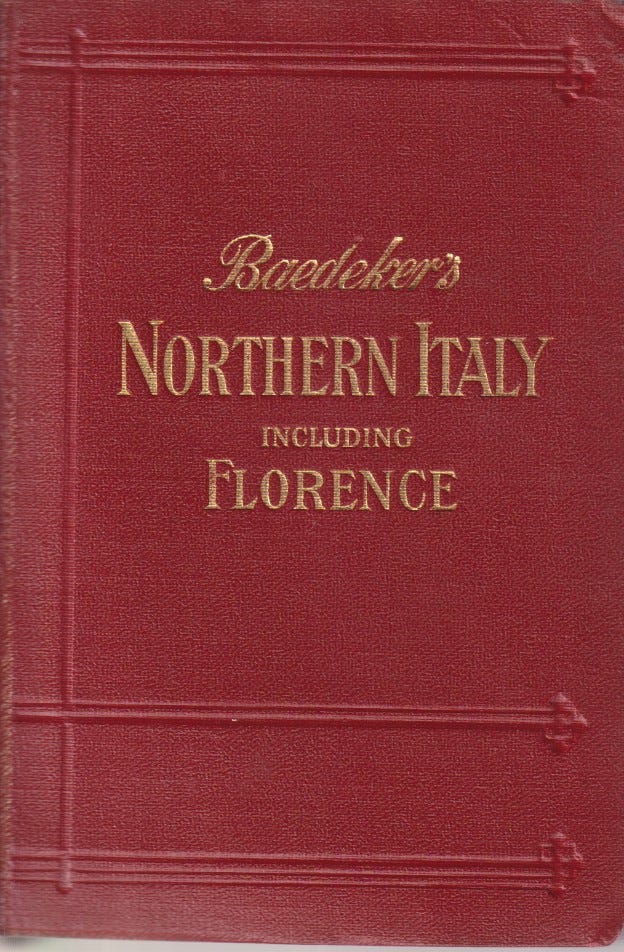 Baedeker's
NORTHERN ITALY
INCLUDING
FLORENCE